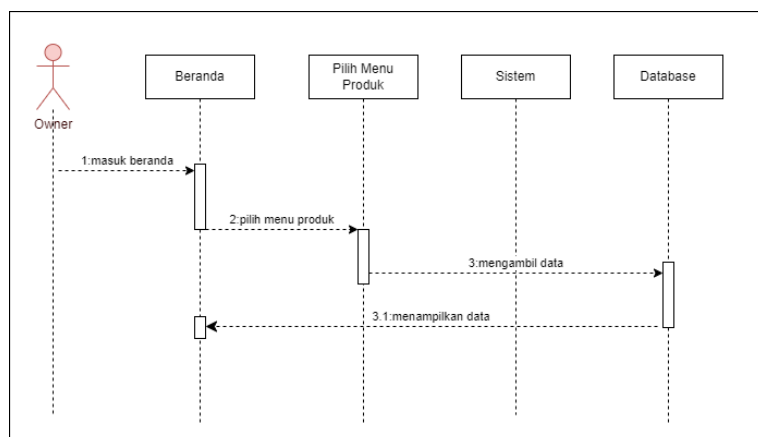 Beranda
Pilih Menu
Produk
Sistem
Database
Owner
1:masuk beranda
2:pilih menu produk
3:mengambil data
3.1:menampilkan data